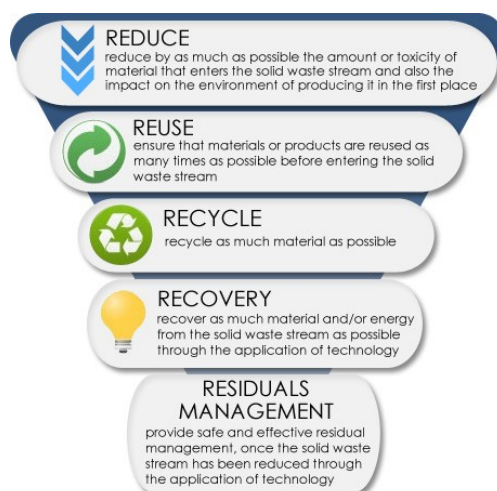 REDUCE
reduce by as much as possible the amount or toxicity of
material that enters the solid waste stream and also the
impact on the environment of producing it in the first place
REUSE
ensure that materials or products are reused as
many times as possible before entering the solid
waste stream
RECYCLE
recycle as much material as possible
RECOVERY
recover as much material and/or energy
from the solid waste stream as possible
through the application of technology
RESIDUALS
MANAGEMENT
provide safe and effective residual
management, once the solid waste
stream has been reduced through
the application of technology